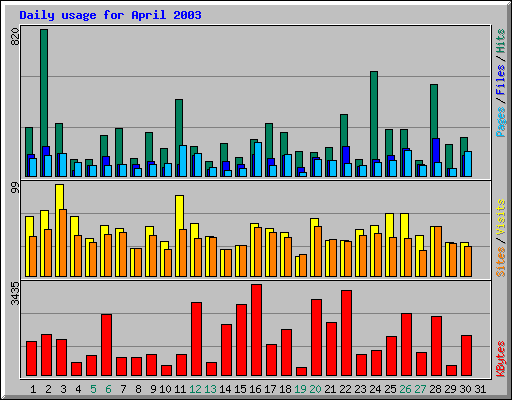 Daily usage for April 2003
820
Pages / Files / Hits
99
Sites / Visits
3435
KBytes
1 2 3 4 5 6 7 8 9 10 11 12 13 14 15 16 17 18 19 20 21 22 23 24 25 26 27 28 29 30 31